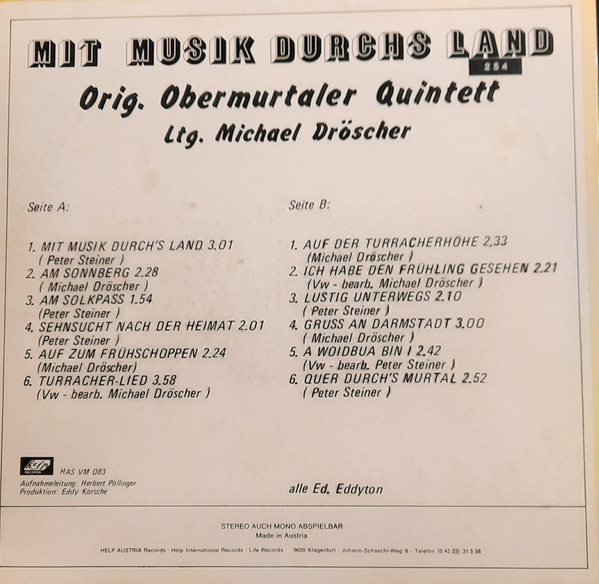 MIT MUSIK DURCHS LAND
254
Orig. Obermurtaler Quintett
Ltg. Michael Dröscher
Seite A:
1. MIT MUSIK DURCH'S LAND 3.01
( Peter Steiner )
2. AM SONNBERG 2.28
( Michael Dröscher )
3. AM SOLKPASS 1.54
(Peter Steiner )
4. SEHNSUCHT NACH DER HEIMAT 2.01
(Peter Steiner )
5. AUF ZUM FRÜHSCHOPPEN 2.24
(Michael Dröscher)
6. TURRACHER-LIED 3.58
(Vw - bearb. Michael Dröscher )
Seite B:
1. AUF DER TURRACHERHÖHE 2.33
(Michael Dröscher )
2. ICH HABE DEN FRÜHLING GESEHEN 2.21
(Vw - bearb. Michael Dröscher )
3. LUSTIG UNTERWEGS 2.10
( Peter Steiner )
4. GRUSS AN DARMSTADT 3.00
( Michael Dröscher )
5. A WOIDBUA BIN I 2.42
(Vw - bearb. Peter Steiner )
6. QUER DURCH'S MURTAL 2.52
( Peter Steiner )
RECORDS
HAS VM 083
Aufnahmeleitung: Herbert Pöllinger
Produktion: Eddy Korsche
alle Ed. Eddyton
STEREO AUCH MONO ABSPIELBAR
Made in Austria
HELP AUSTRIA Records · Help International Records · Life Records 9020 Klagenfurt · Johann-Schaschl-Weg 9 · Telefon (0 42 22) 31 5 98